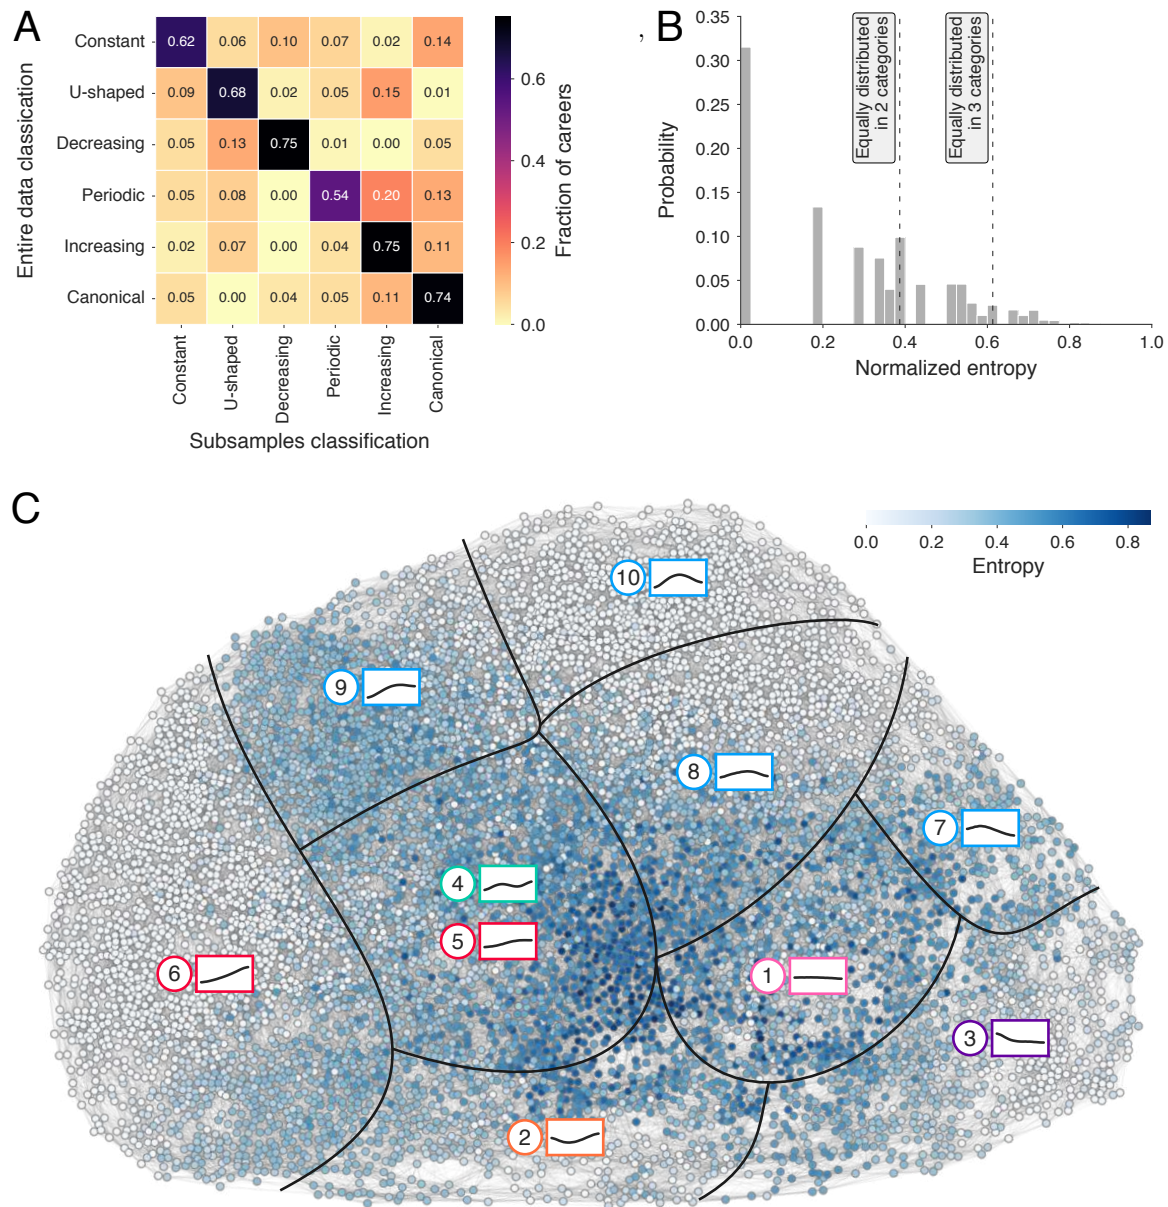 A
Entire data classication
Constant
0.62 0.06 0.10 0.07 0.02 0.14
U-shaped
0.09 0.68 0.02 0.05 0.15 0.01
Decreasing
0.05 0.13 0.75 0.01 0.00 0.05
Periodic
0.05 0.08 0.00 0.54 0.20 0.13
Increasing
0.02 0.07 0.00 0.04 0.75 0.11
Canonical
0.05 0.00 0.04 0.05 0.11 0.74
Constant
U-shaped
Decreasing
Periodic
Increasing
Canonical
Subsamples classification
0.6
0.4
0.2
0.0
Fraction of careers
, B
Probability
0.35
0.30
0.25
0.20
0.15
0.10
0.05
0.00
Equally distributed
in 2 categories
Equally distributed
in 3 categories
0.0 0.2 0.4 0.6 0.8 1.0
Normalized entropy
C
0.0 0.2 0.4 0.6 0.8
Entropy
10
9
8
7
4
5
6
1
3
2